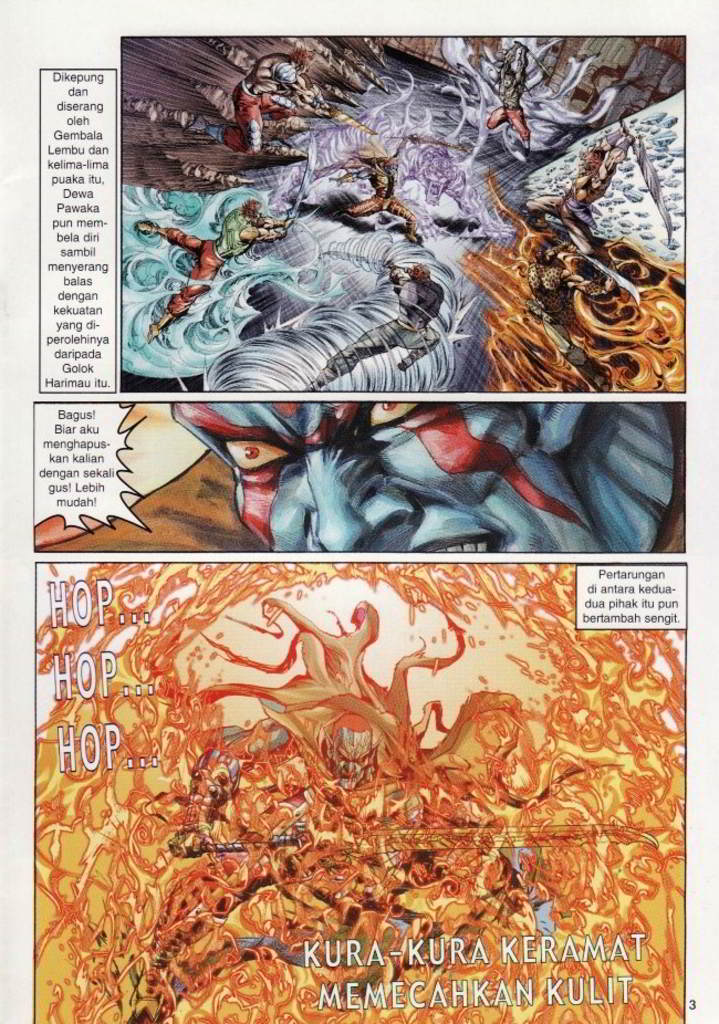 Dikepung
dan
diserang
oleh
Gembala
Lembu dan
kelima-lima
puaka itu,
Dewa
Pawaka
pun mem-
bela diri
sambil
menyerang
balas
dengan
kekuatan
yang di-
perolehinya
daripada
Golok
Harimau itu.
Bagus!
Biar aku
menghapus-
kan kalian
dengan sekali
gus! Lebih
mudah!
Pertarungan
di antara kedua-
dua pihak itu pun
bertambah sengit.
HOP...
HOP...
HOP...
KURA-KURA KERAMAT
MEMECAHKAN KULIT
3